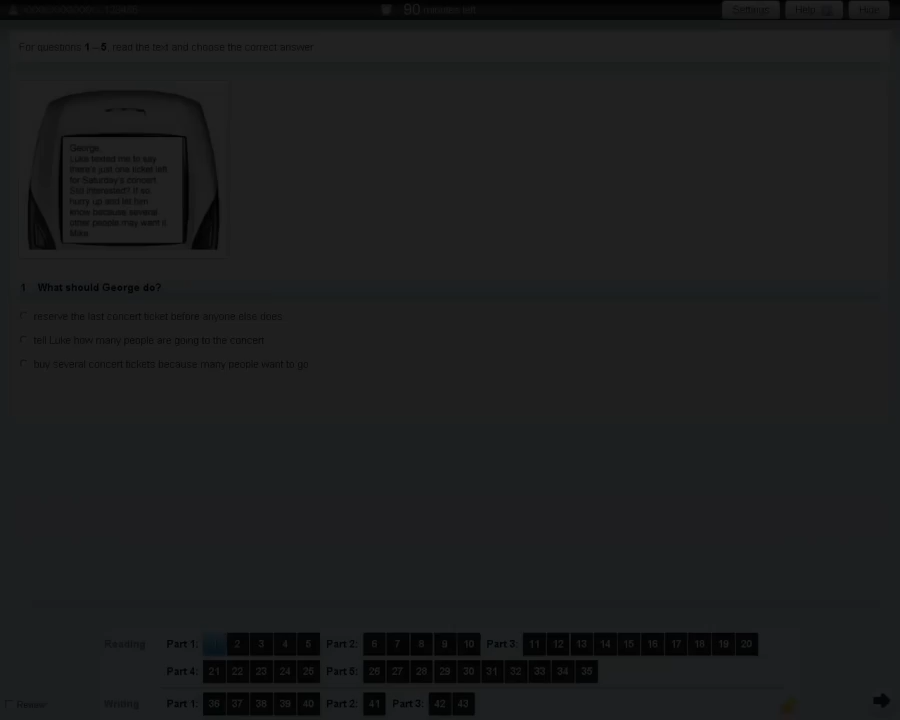 90 minutes left
Settings
Help
Hide
For questions 1 - 5, read the text and choose the correct answer.
George,
Luke texted me to say
there's just one ticket left
for Saturday's concert.
Still interested? If so,
hurry up and let him
know because several
other people may want it.
1 What should George do?
reserve the last concert ticket before anyone else does
tell Luke how many people are going to the concert
buy several concert tickets because many people want to go
Reading Part 1: 1 2 3 4 5 Part 2: 6 7 8 9 10 Part 3: 11 12 13 14 15 16 17 18 19 20
Part 4: 21 22 23 24 25 Part 5: 26 27 28 29 30 31 32 33 34 35
Review Writing Part 1: 36 37 38 39 40 Part 2: 41 Part 3: 42 43